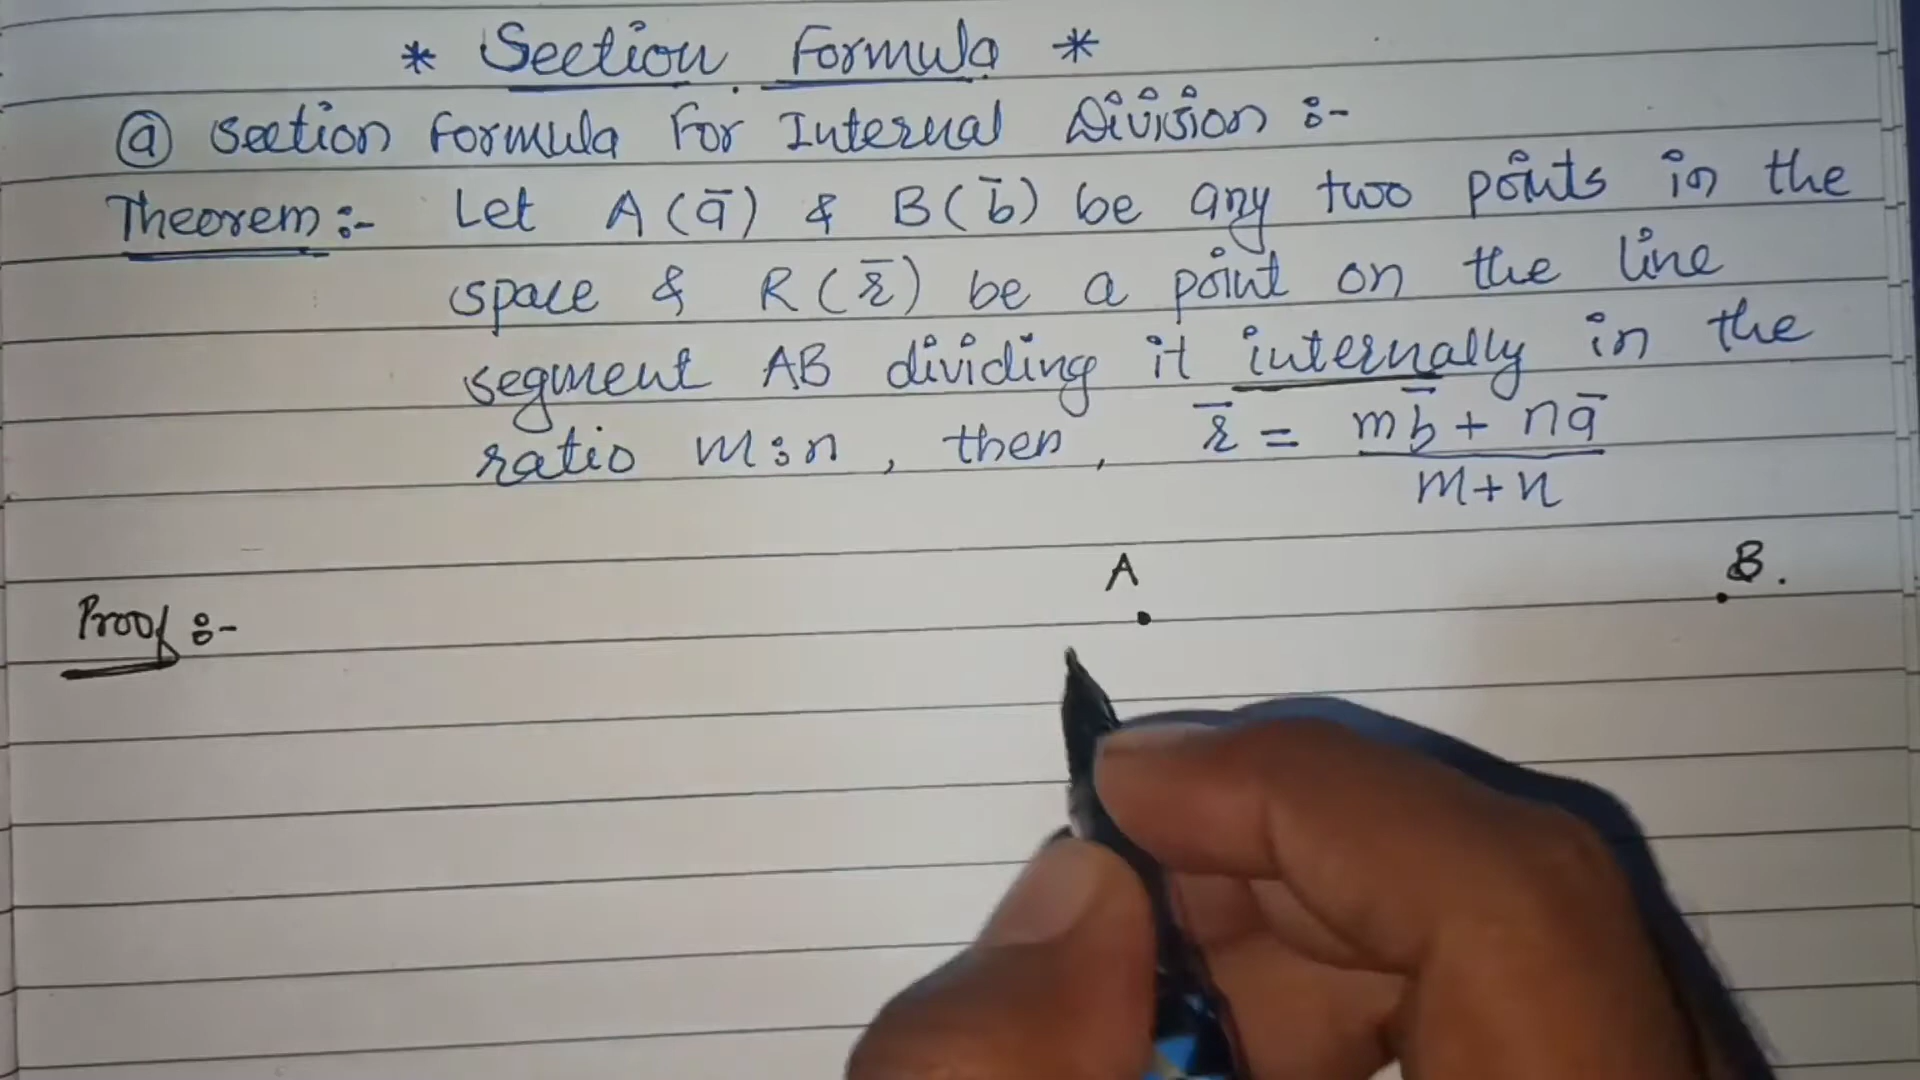 * Section Formula *
ⓐ Section Formula For Internal Division :-
Theorem :- Let A (a̅) & B (b̅) be any two points in the
space & R (r̅) be a point on the line
segment AB dividing it internally in the
ratio m:n , then , r̅ = (mb̅ + na̅)/(m+n)
A B .
Proof :-